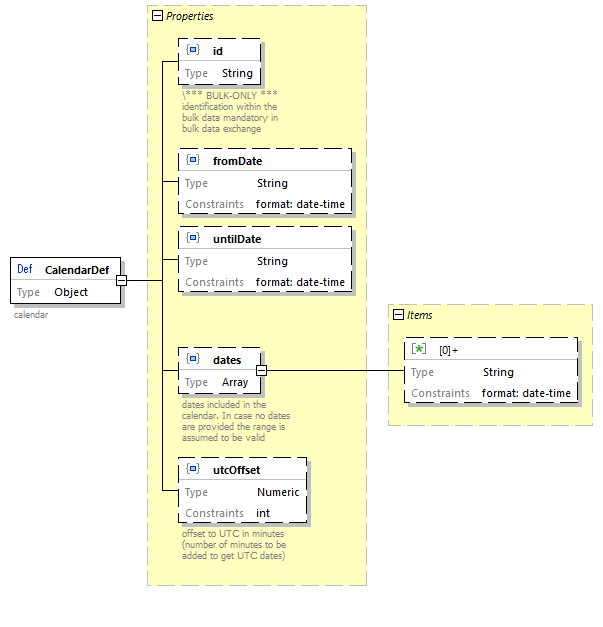 Properties
{} id
Type String
\*** BULK-ONLY ***
identification within the
bulk data mandatory in
bulk data exchange
{} fromDate
Type String
Constraints format: date-time
{} untilDate
Type String
Constraints format: date-time
Def CalendarDef
Type Object
calendar
{} dates
Type Array
dates included in the
calendar. In case no dates
are provided the range is
assumed to be valid
Items
[*] [0]+
Type String
Constraints format: date-time
{} utcOffset
Type Numeric
Constraints int
offset to UTC in minutes
(number of minutes to be
added to get UTC dates)